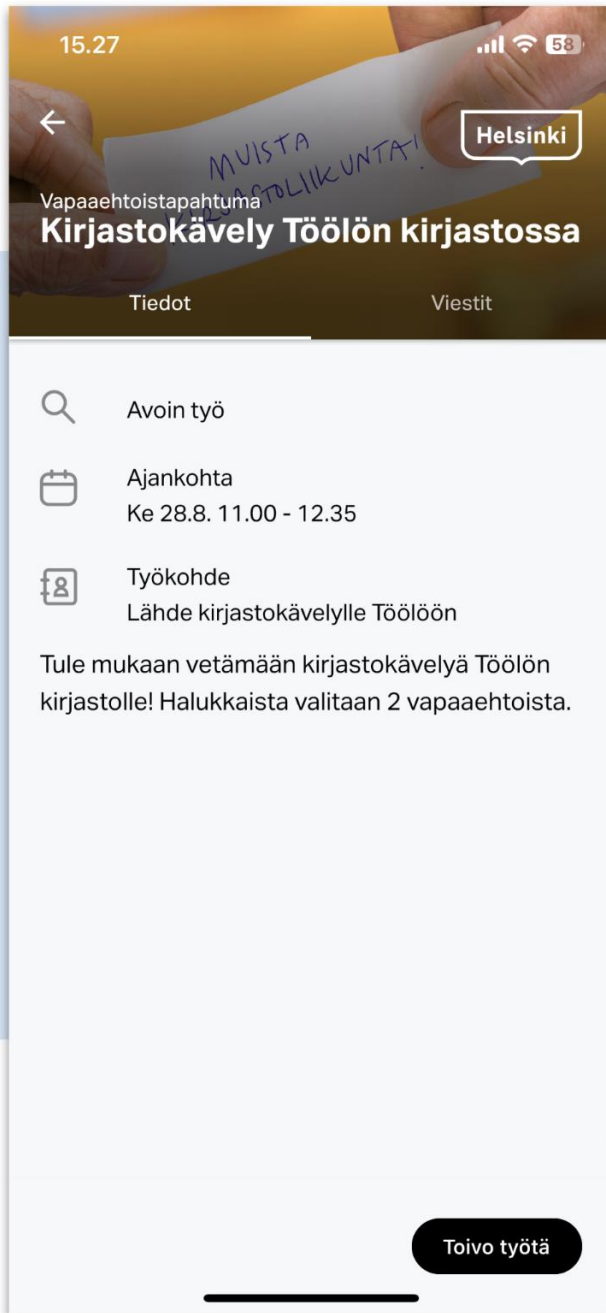 15.27
58
MUISTA
KIRJASTOLIIKUNTA!
Helsinki
Vapaaehtoistapahtuma
Kirjastokävely Töölön kirjastossa
Tiedot
Viestit
Avoin työ
Ajankohta
Ke 28.8. 11.00 - 12.35
Työkohde
Lähde kirjastokävelylle Töölöön
Tule mukaan vetämään kirjastokävelyä Töölön
kirjastolle! Halukkaista valitaan 2 vapaaehtoista.
Toivo työtä